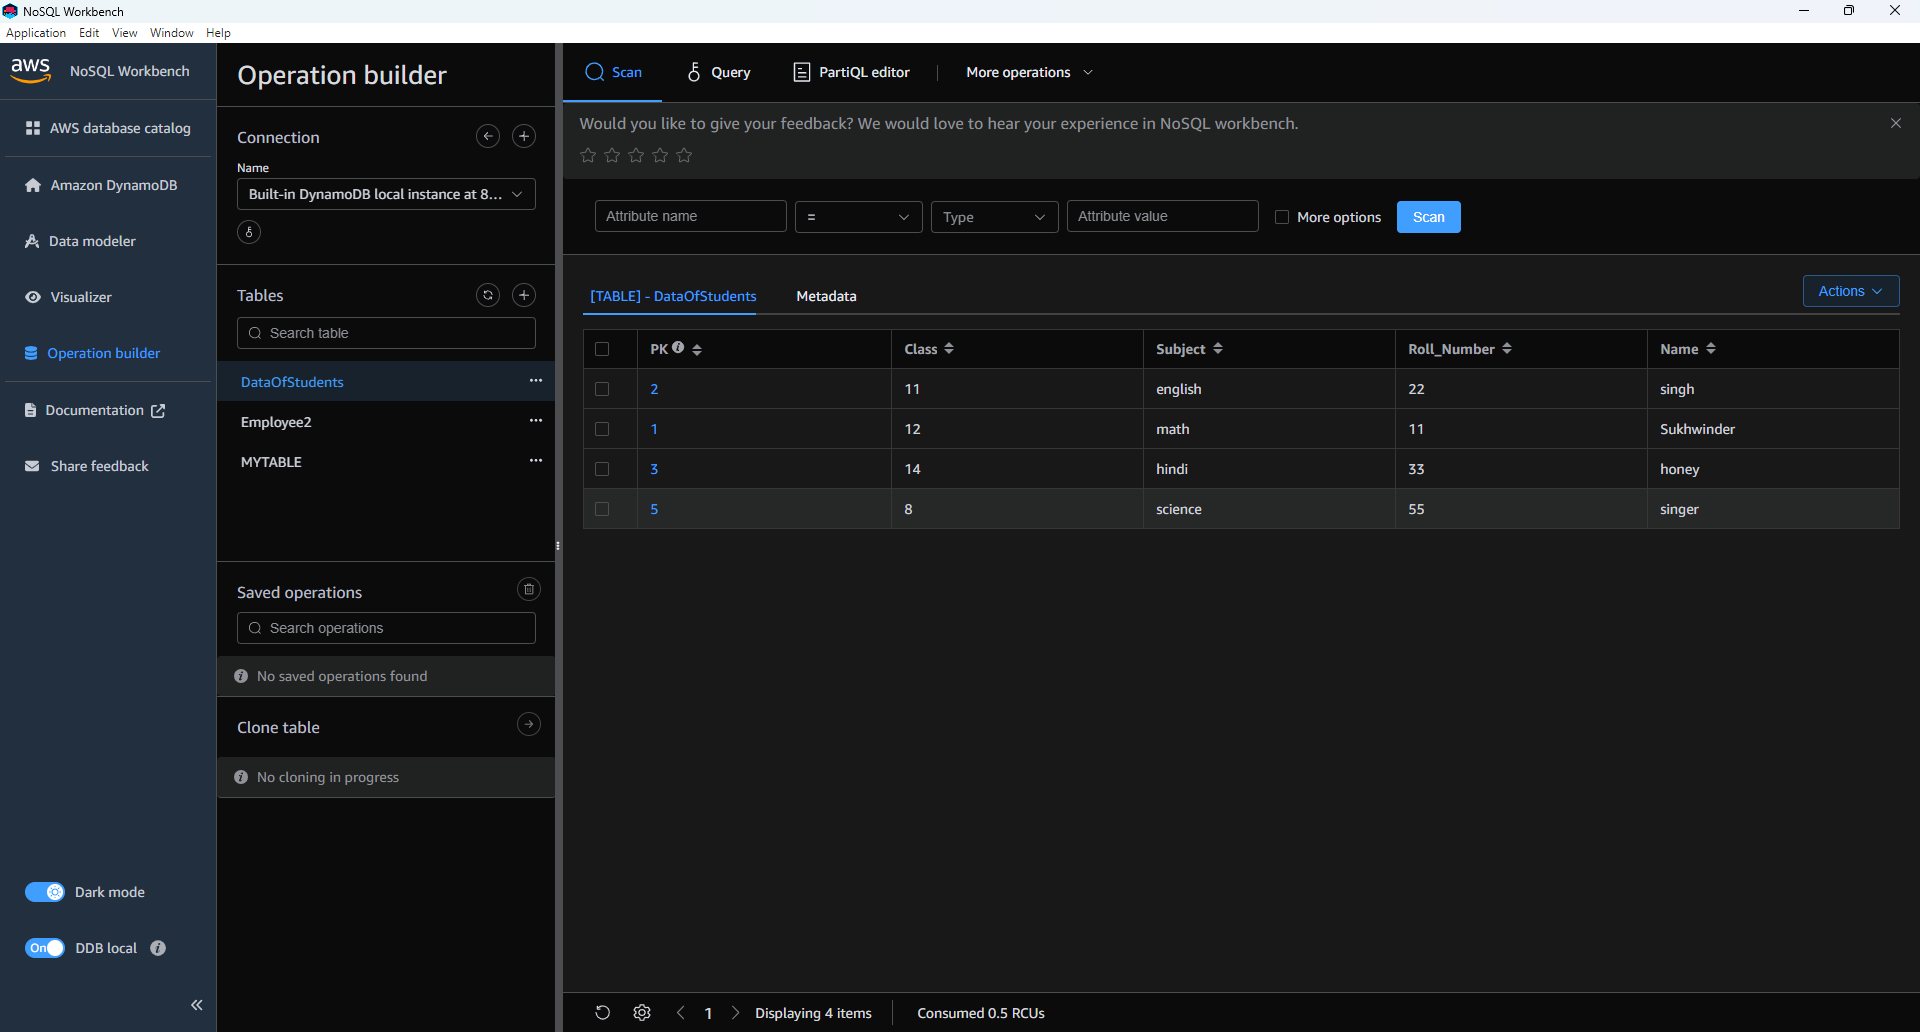 NoSQL Workbench
Application Edit View Window Help
aws NoSQL Workbench
AWS database catalog
Amazon DynamoDB
Data modeler
Visualizer
Operation builder
Documentation
Share feedback
Dark mode
On DDB local
Operation builder
Connection
Name
Built-in DynamoDB local instance at 8...
Tables
Search table
DataOfStudents
Employee2
MYTABLE
Saved operations
Search operations
No saved operations found
Clone table
No cloning in progress
Scan Query PartiQL editor More operations
Would you like to give your feedback? We would love to hear your experience in NoSQL workbench.
Attribute name = Type Attribute value More options Scan
[TABLE] - DataOfStudents Metadata Actions
PK Class Subject Roll_Number Name
2 11 english 22 singh
1 12 math 11 Sukhwinder
3 14 hindi 33 honey
5 8 science 55 singer
1 Displaying 4 items Consumed 0.5 RCUs